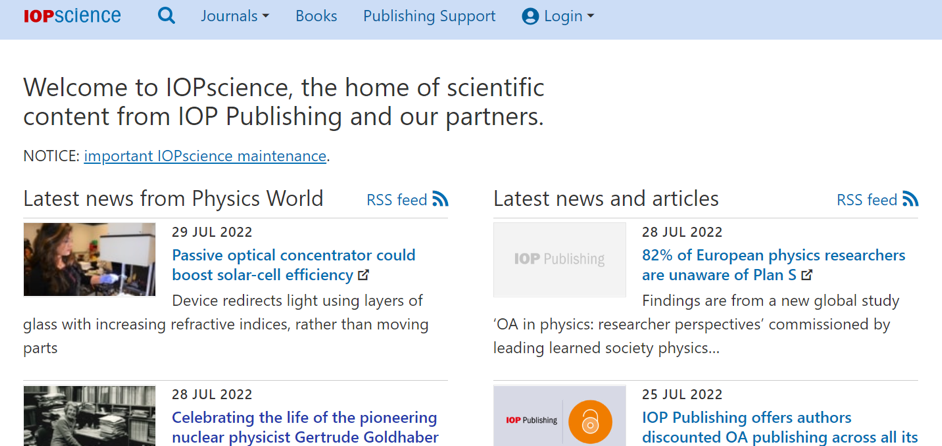 IOPscience Journals Books Publishing Support Login
Welcome to IOPscience, the home of scientific
content from IOP Publishing and our partners.
NOTICE: important IOPscience maintenance.
Latest news from Physics World RSS feed
29 JUL 2022
Passive optical concentrator could
boost solar-cell efficiency
Device redirects light using layers of
glass with increasing refractive indices, rather than moving
parts
28 JUL 2022
Celebrating the life of the pioneering
nuclear physicist Gertrude Goldhaber
Latest news and articles RSS feed
IOP Publishing
28 JUL 2022
82% of European physics researchers
are unaware of Plan S
Findings are from a new global study
‘OA in physics: researcher perspectives’ commissioned by
leading learned society physics...
IOP Publishing
25 JUL 2022
IOP Publishing offers authors
discounted OA publishing across all its